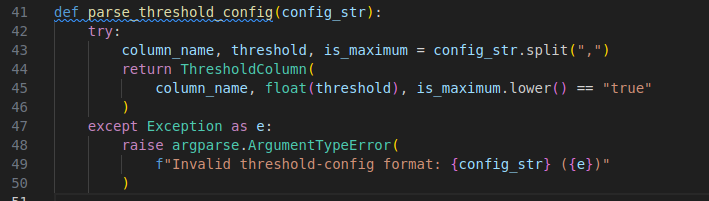 41 def parse_threshold_config(config_str):
42     try:
43         column_name, threshold, is_maximum = config_str.split(",")
44         return ThresholdColumn(
45             column_name, float(threshold), is_maximum.lower() == "true"
46         )
47     except Exception as e:
48         raise argparse.ArgumentTypeError(
49             f"Invalid threshold-config format: {config_str} ({e})"
50         )
51